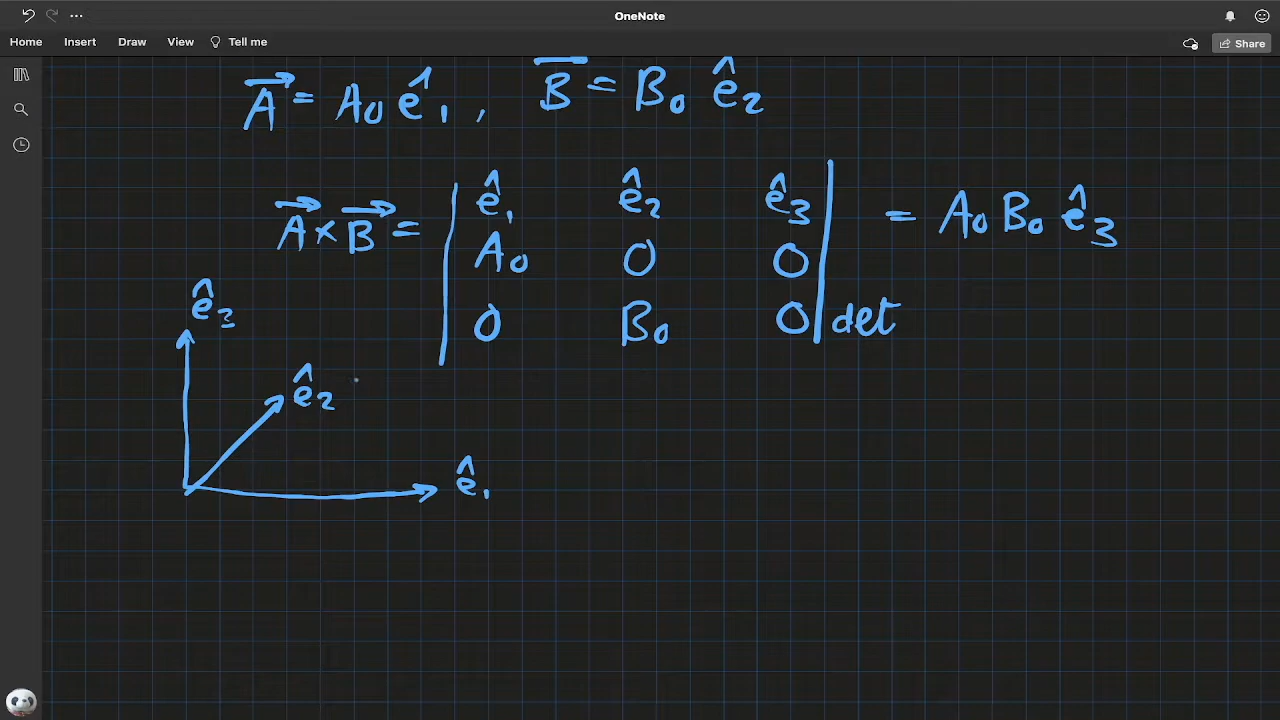 OneNote
Home Insert Draw View Tell me Share
A⃗ = A₀ ê₁ , B⃗ = B₀ ê₂
A⃗ × B⃗ = | ê₁ ê₂ ê₃ | = A₀ B₀ ê₃
A₀ 0 0
0 B₀ 0 det
ê₃
ê₂
ê₁